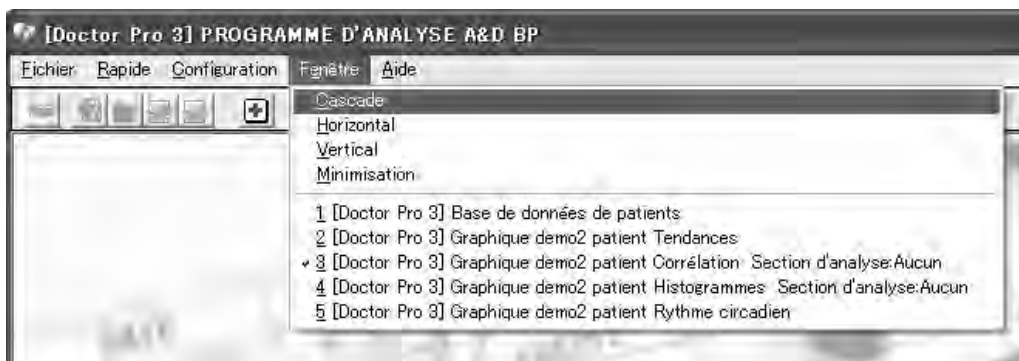 [Doctor Pro 3] PROGRAMME D'ANALYSE A&D BP
Fichier Rapide Configuration Fenêtre Aide
Cascade
Horizontal
Vertical
Minimisation
1 [Doctor Pro 3] Base de données de patients
2 [Doctor Pro 3] Graphique demo2 patient Tendances
✓ 3 [Doctor Pro 3] Graphique demo2 patient Corrélation Section d'analyse:Aucun
4 [Doctor Pro 3] Graphique demo2 patient Histogrammes Section d'analyse:Aucun
5 [Doctor Pro 3] Graphique demo2 patient Rythme circadien